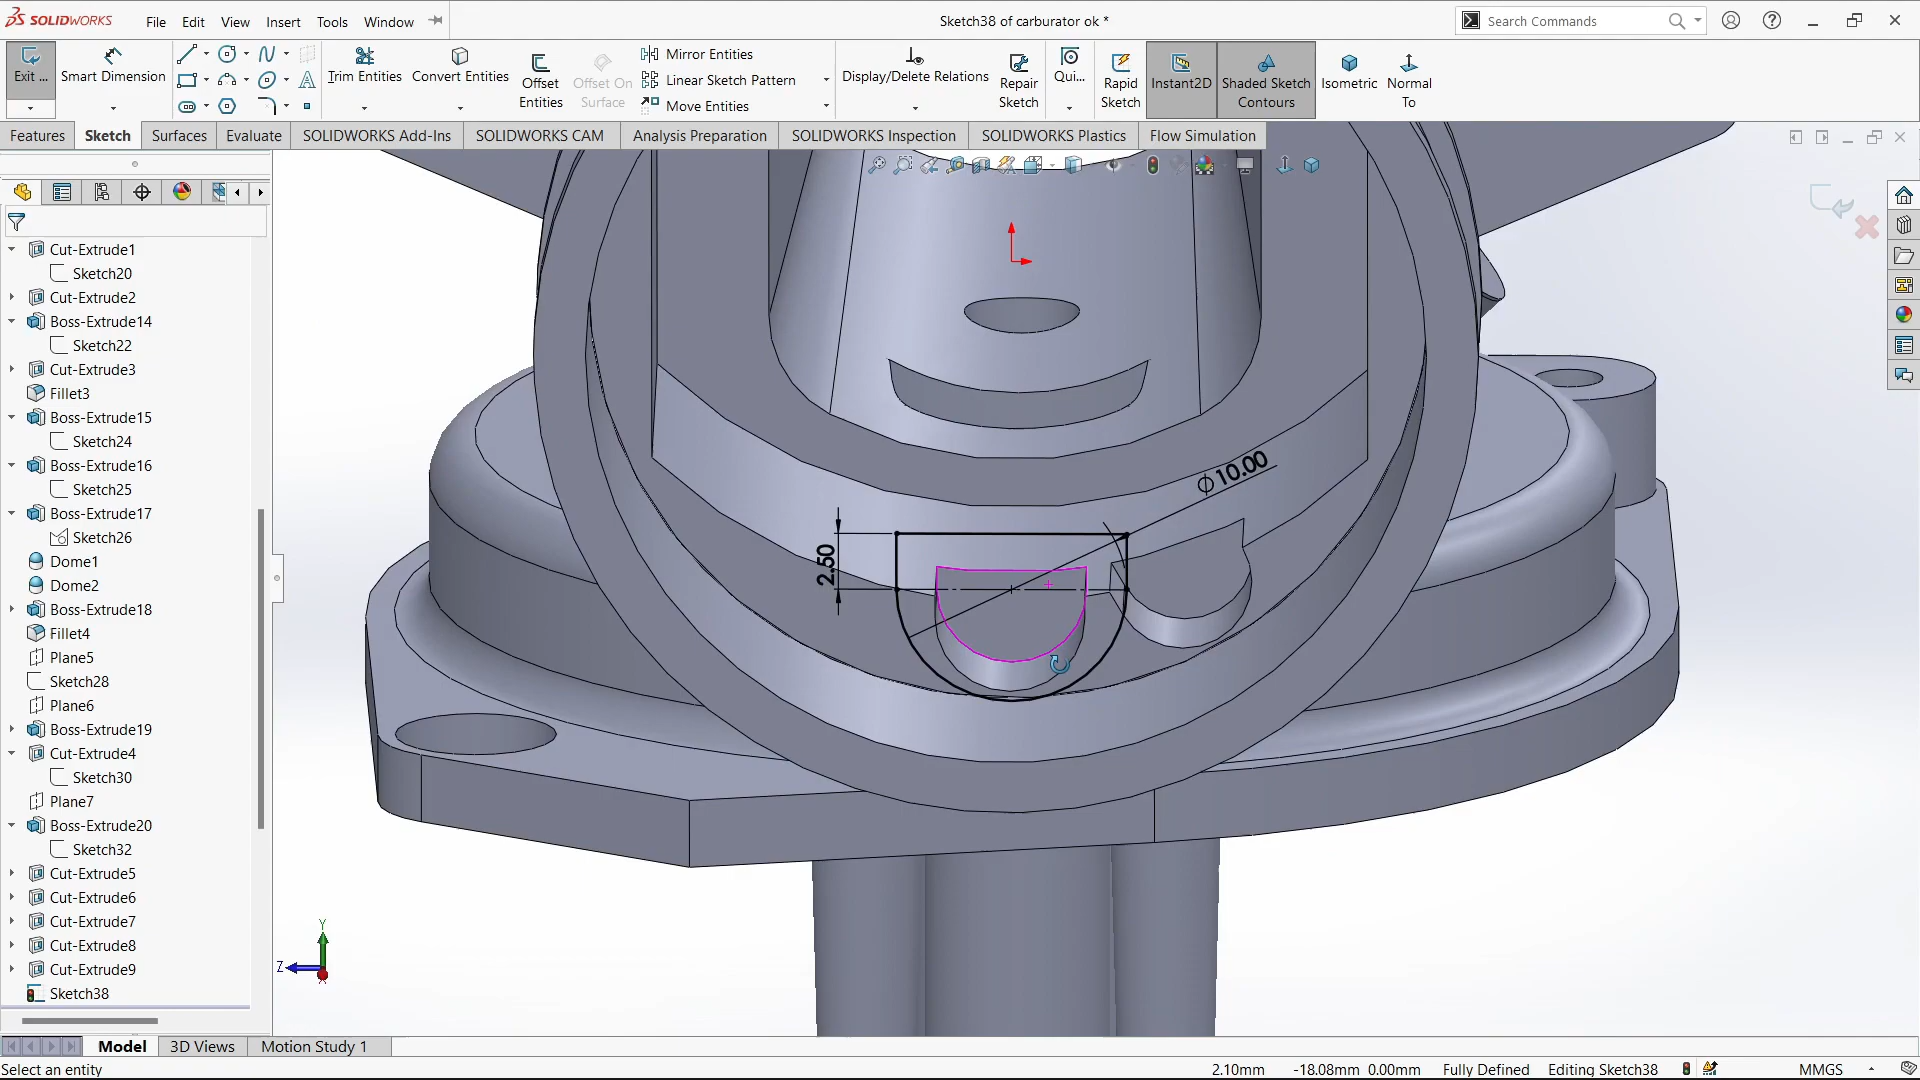 SOLIDWORKS
File Edit View Insert Tools Window
Sketch38 of carburator ok *
Search Commands
Exit ...
Smart Dimension
Trim Entities
Convert Entities
Offset Entities
Offset On Surface
Mirror Entities
Linear Sketch Pattern
Move Entities
Display/Delete Relations
Repair Sketch
Qui...
Rapid Sketch
Instant2D
Shaded Sketch Contours
Isometric
Normal To
Features Sketch Surfaces Evaluate SOLIDWORKS Add-Ins SOLIDWORKS CAM Analysis Preparation SOLIDWORKS Inspection SOLIDWORKS Plastics Flow Simulation
Cut-Extrude1
Sketch20
Cut-Extrude2
Boss-Extrude14
Sketch22
Cut-Extrude3
Fillet3
Boss-Extrude15
Sketch24
Boss-Extrude16
Sketch25
Boss-Extrude17
Sketch26
Dome1
Dome2
Boss-Extrude18
Fillet4
Plane5
Sketch28
Plane6
Boss-Extrude19
Cut-Extrude4
Sketch30
Plane7
Boss-Extrude20
Sketch32
Cut-Extrude5
Cut-Extrude6
Cut-Extrude7
Cut-Extrude8
Cut-Extrude9
Sketch38
∅10.00
2.50
Y
Z
X
Model 3D Views Motion Study 1
Select an entity
2.10mm -18.08mm 0.00mm Fully Defined Editing Sketch38 MMGS